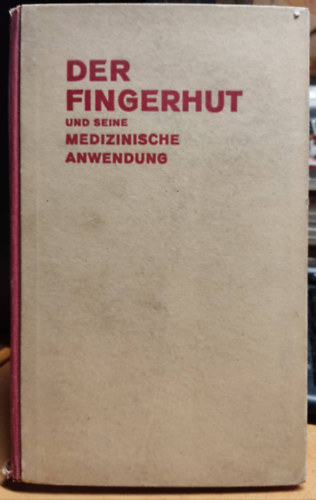 DER
FINGERHUT
UND SEINE
MEDIZINISCHE
ANWENDUNG